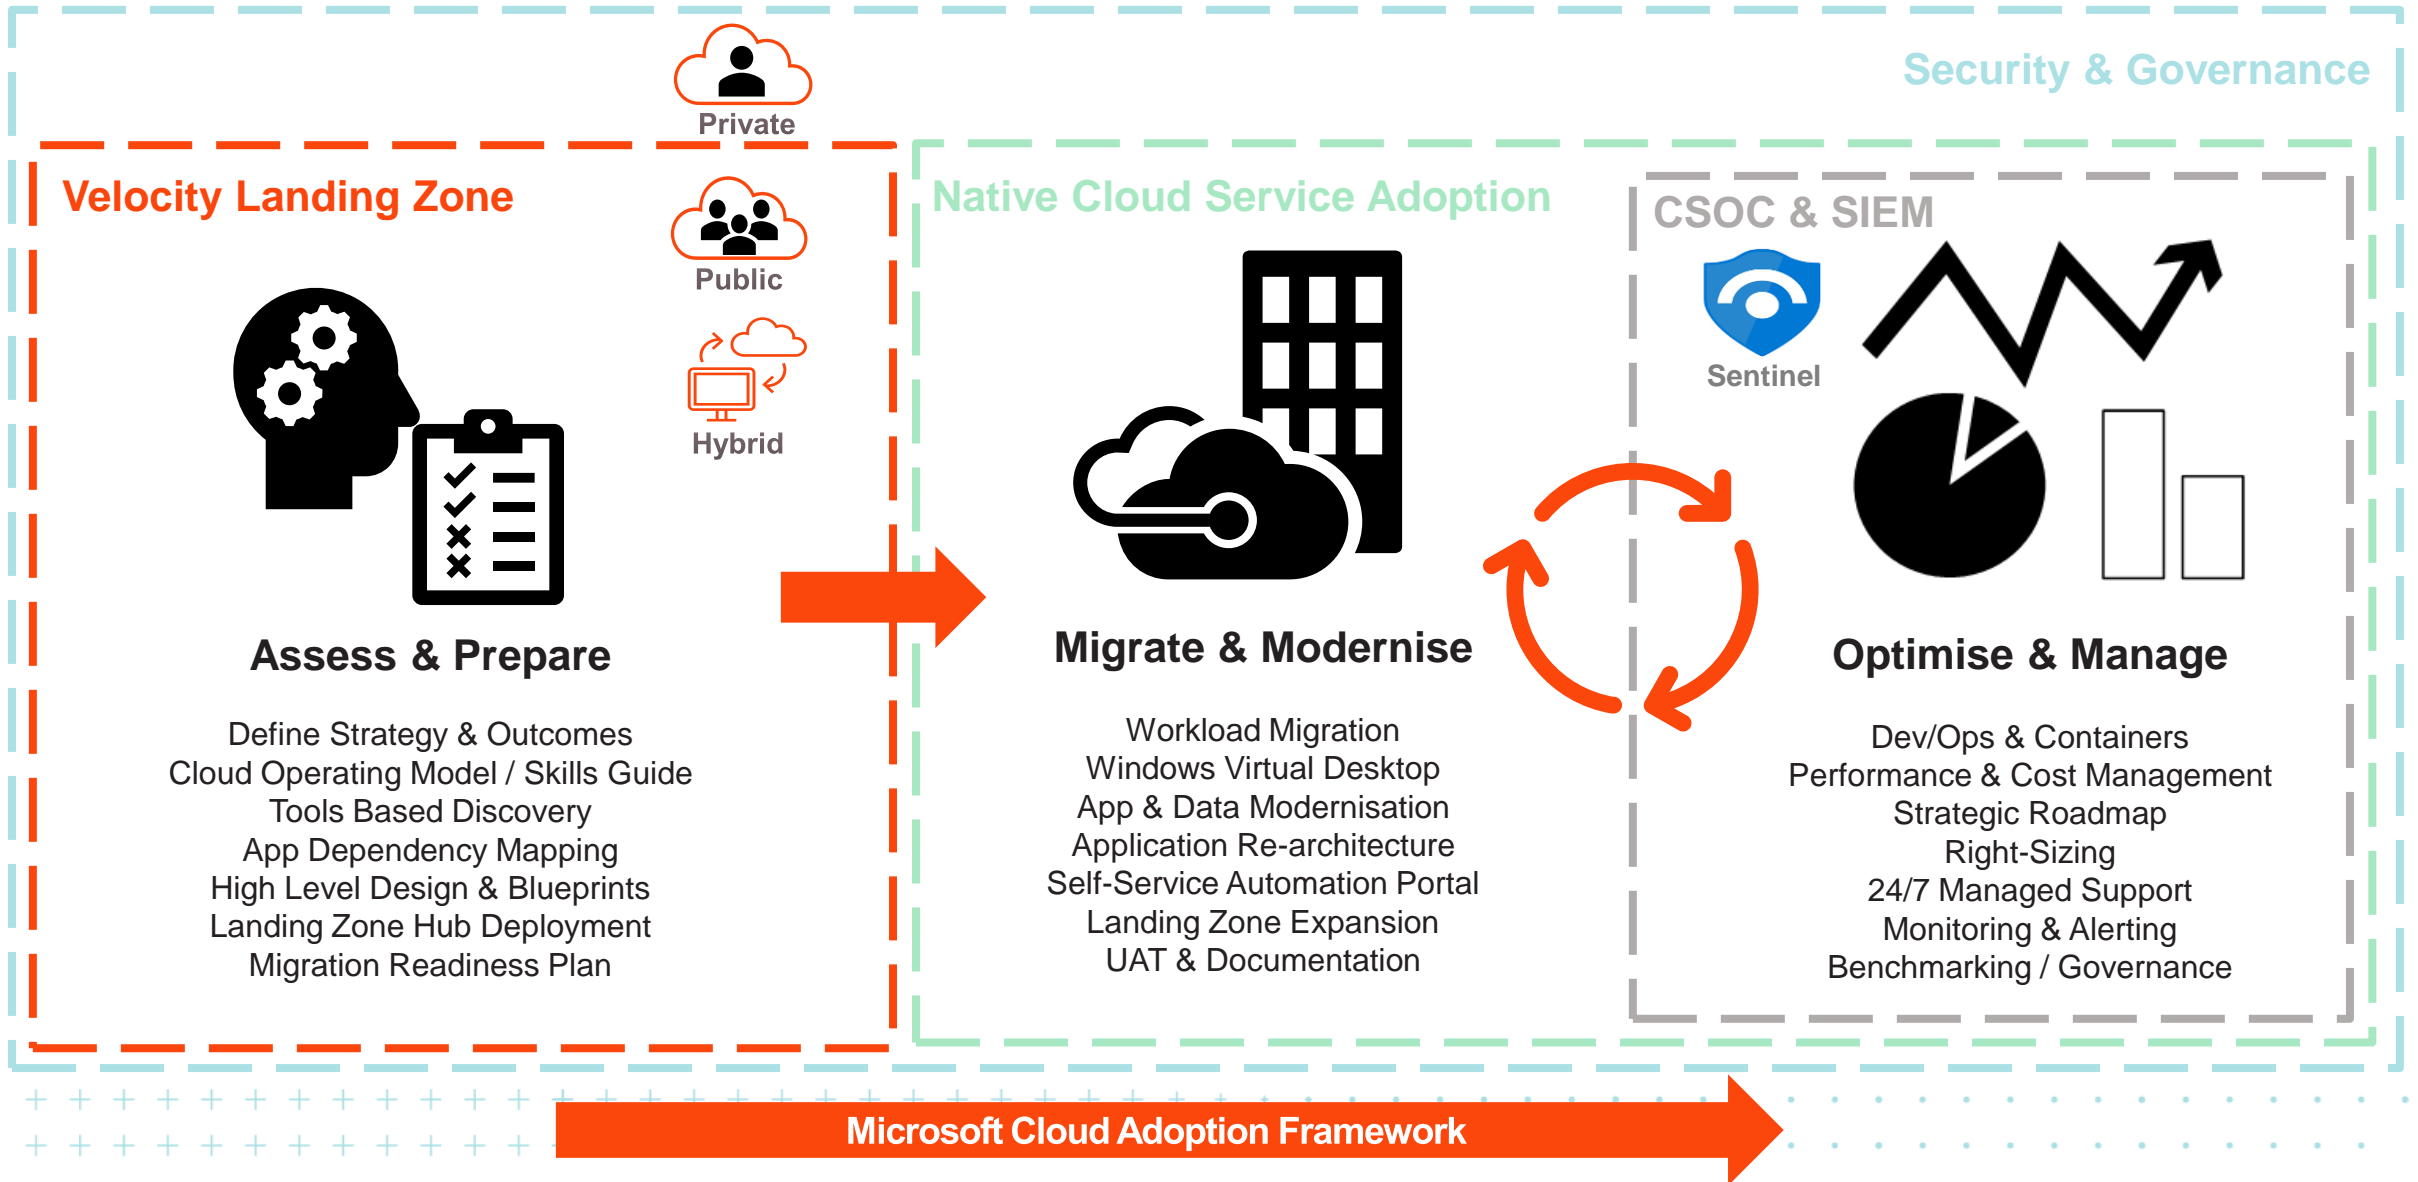 Security & Governance
Private
Velocity Landing Zone
Public
Hybrid
Assess & Prepare
Define Strategy & Outcomes
Cloud Operating Model / Skills Guide
Tools Based Discovery
App Dependency Mapping
High Level Design & Blueprints
Landing Zone Hub Deployment
Migration Readiness Plan
Native Cloud Service Adoption
Migrate & Modernise
Workload Migration
Windows Virtual Desktop
App & Data Modernisation
Application Re-architecture
Self-Service Automation Portal
Landing Zone Expansion
UAT & Documentation
CSOC & SIEM
Sentinel
Optimise & Manage
Dev/Ops & Containers
Performance & Cost Management
Strategic Roadmap
Right-Sizing
24/7 Managed Support
Monitoring & Alerting
Benchmarking / Governance
Microsoft Cloud Adoption Framework